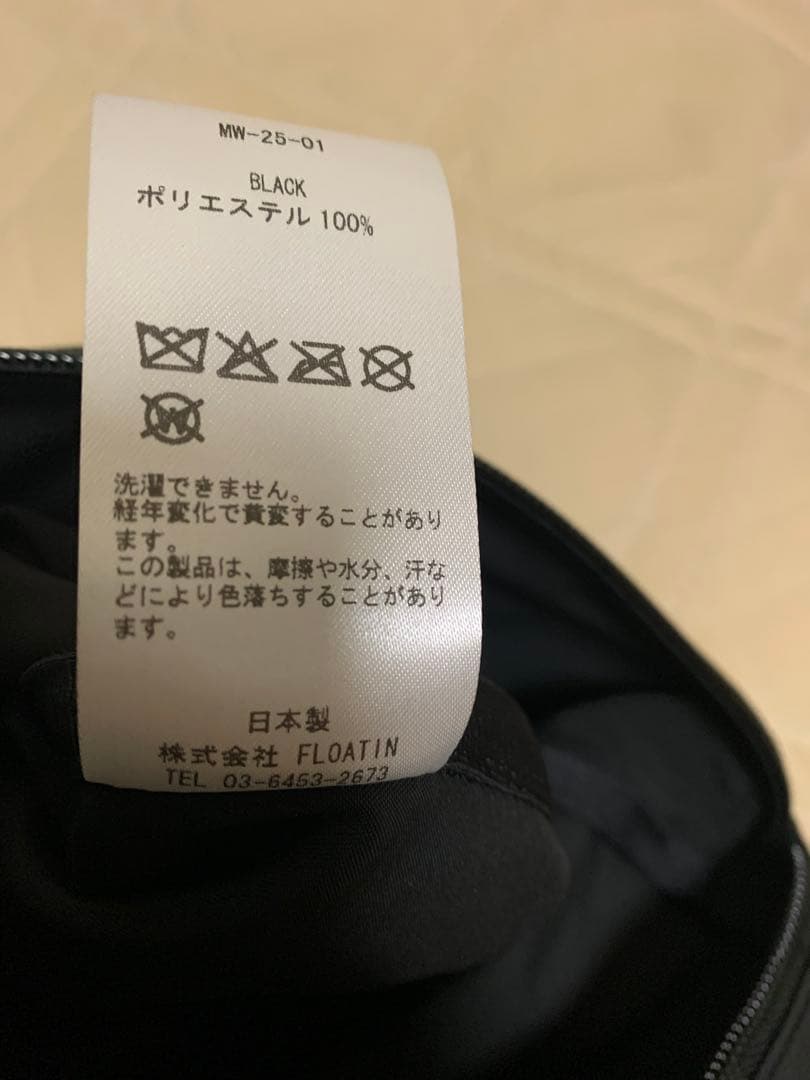 MW-25-01
BLACK
ポリエステル 100%
W
洗濯できません。
経年変化で黄変することがあり
ます。
この製品は、摩擦や水分、汗な
どにより色落ちすることがあり
ます。
日本製
株式会社 FLOATIN
TEL 03-6453-2673